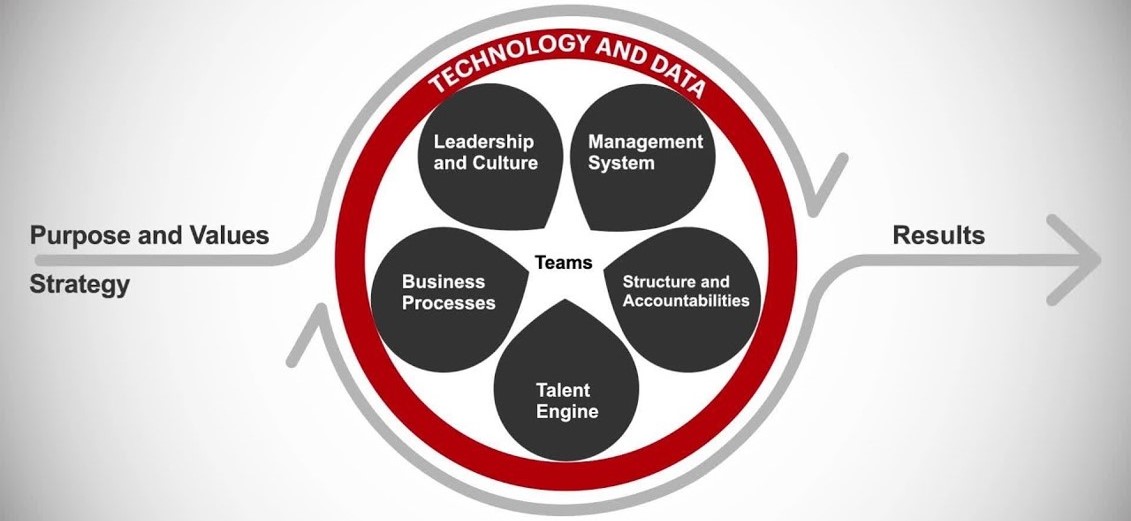 TECHNOLOGY AND DATA
Leadership
and Culture
Management
System
Purpose and Values
Strategy
Teams
Business
Processes
Structure and
Accountabilities
Talent
Engine
Results